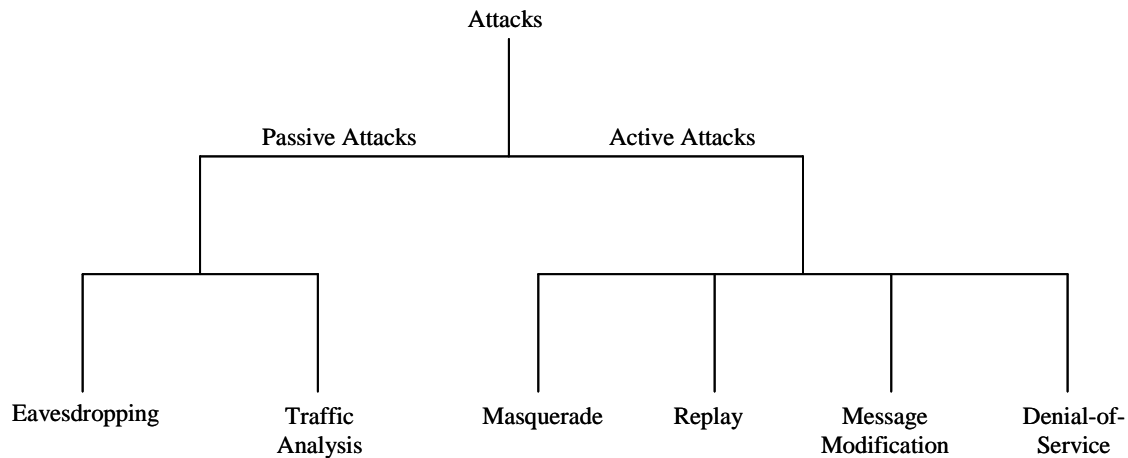 Attacks
Passive Attacks
Active Attacks
Eavesdropping
Traffic
Analysis
Masquerade
Replay
Message
Modification
Denial-of-
Service